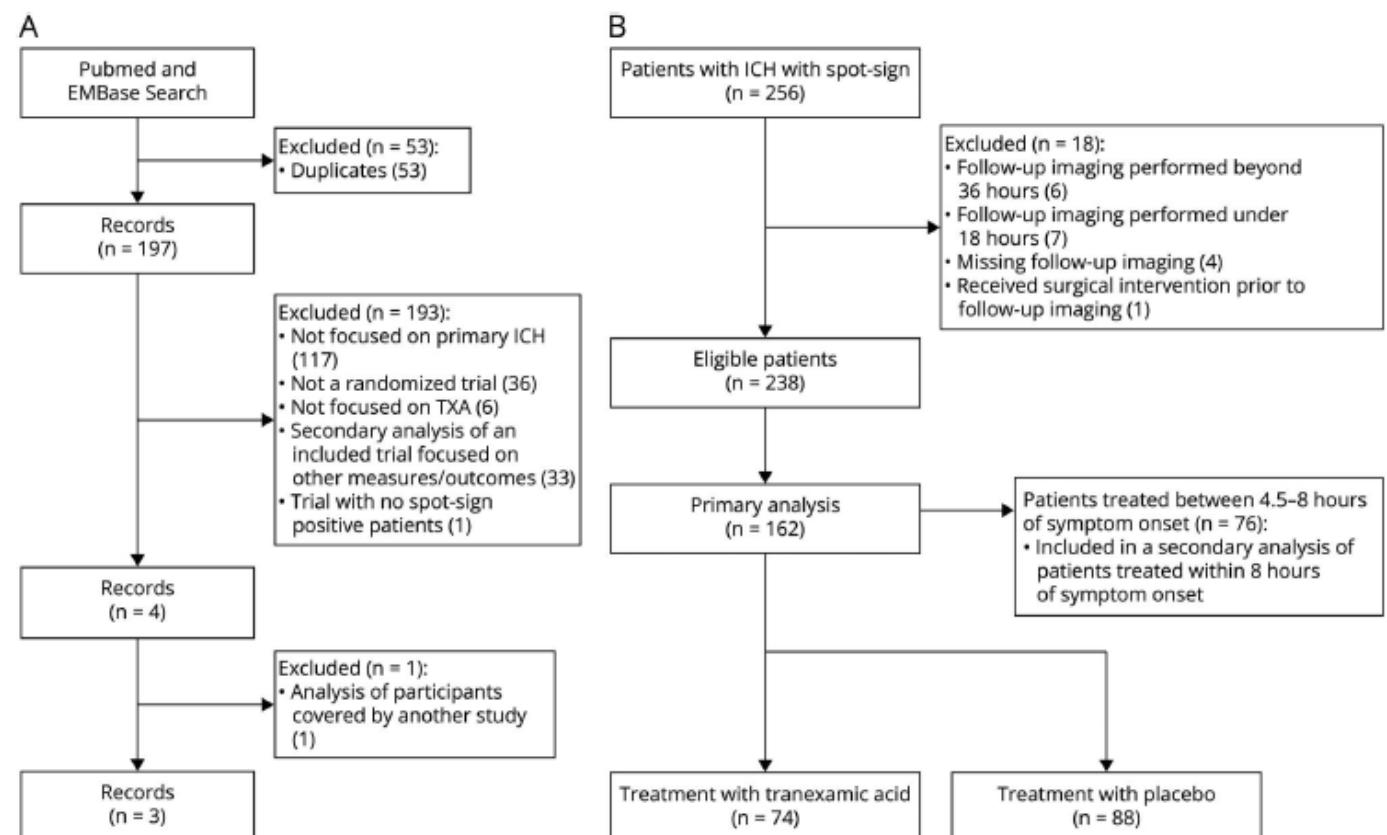 A
Pubmed and
EMBase Search
Excluded (n = 53):
• Duplicates (53)
Records
(n = 197)
Excluded (n = 193):
• Not focused on primary ICH
(117)
• Not a randomized trial (36)
• Not focused on TXA (6)
• Secondary analysis of an
included trial focused on
other measures/outcomes (33)
• Trial with no spot-sign
positive patients (1)
Records
(n = 4)
Excluded (n = 1):
• Analysis of participants
covered by another study
(1)
Records
(n = 3)
B
Patients with ICH with spot-sign
(n = 256)
Excluded (n = 18):
• Follow-up imaging performed beyond
36 hours (6)
• Follow-up imaging performed under
18 hours (7)
• Missing follow-up imaging (4)
• Received surgical intervention prior to
follow-up imaging (1)
Eligible patients
(n = 238)
Primary analysis
(n = 162)
Patients treated between 4.5–8 hours
of symptom onset (n = 76):
• Included in a secondary analysis of
patients treated within 8 hours
of symptom onset
Treatment with tranexamic acid
(n = 74)
Treatment with placebo
(n = 88)